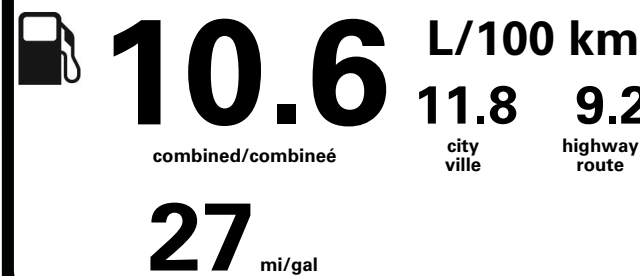 10.6 L/100 km
11.8 9.2
combined/combineé
city highway
ville route
27 mi/gal